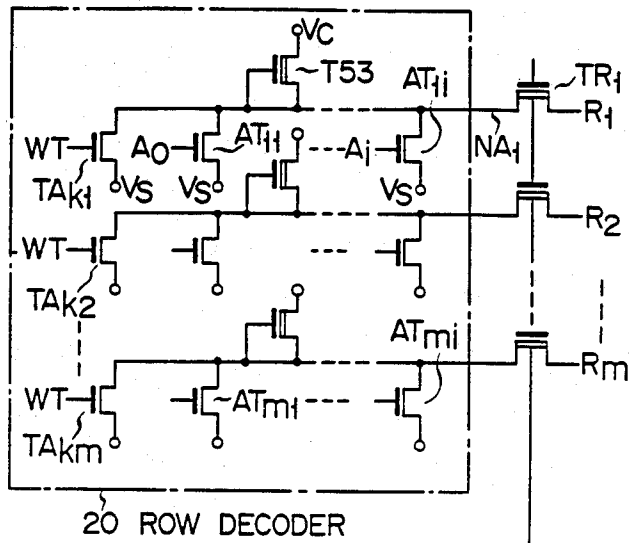 VC
T53
AT1i
TR1
WT
A0
AT11
Ai
NA1
R1
TAk1
VS
VS
VS
WT
R2
TAk2
ATmi
WT
ATm1
Rm
TAkm
20 ROW DECODER